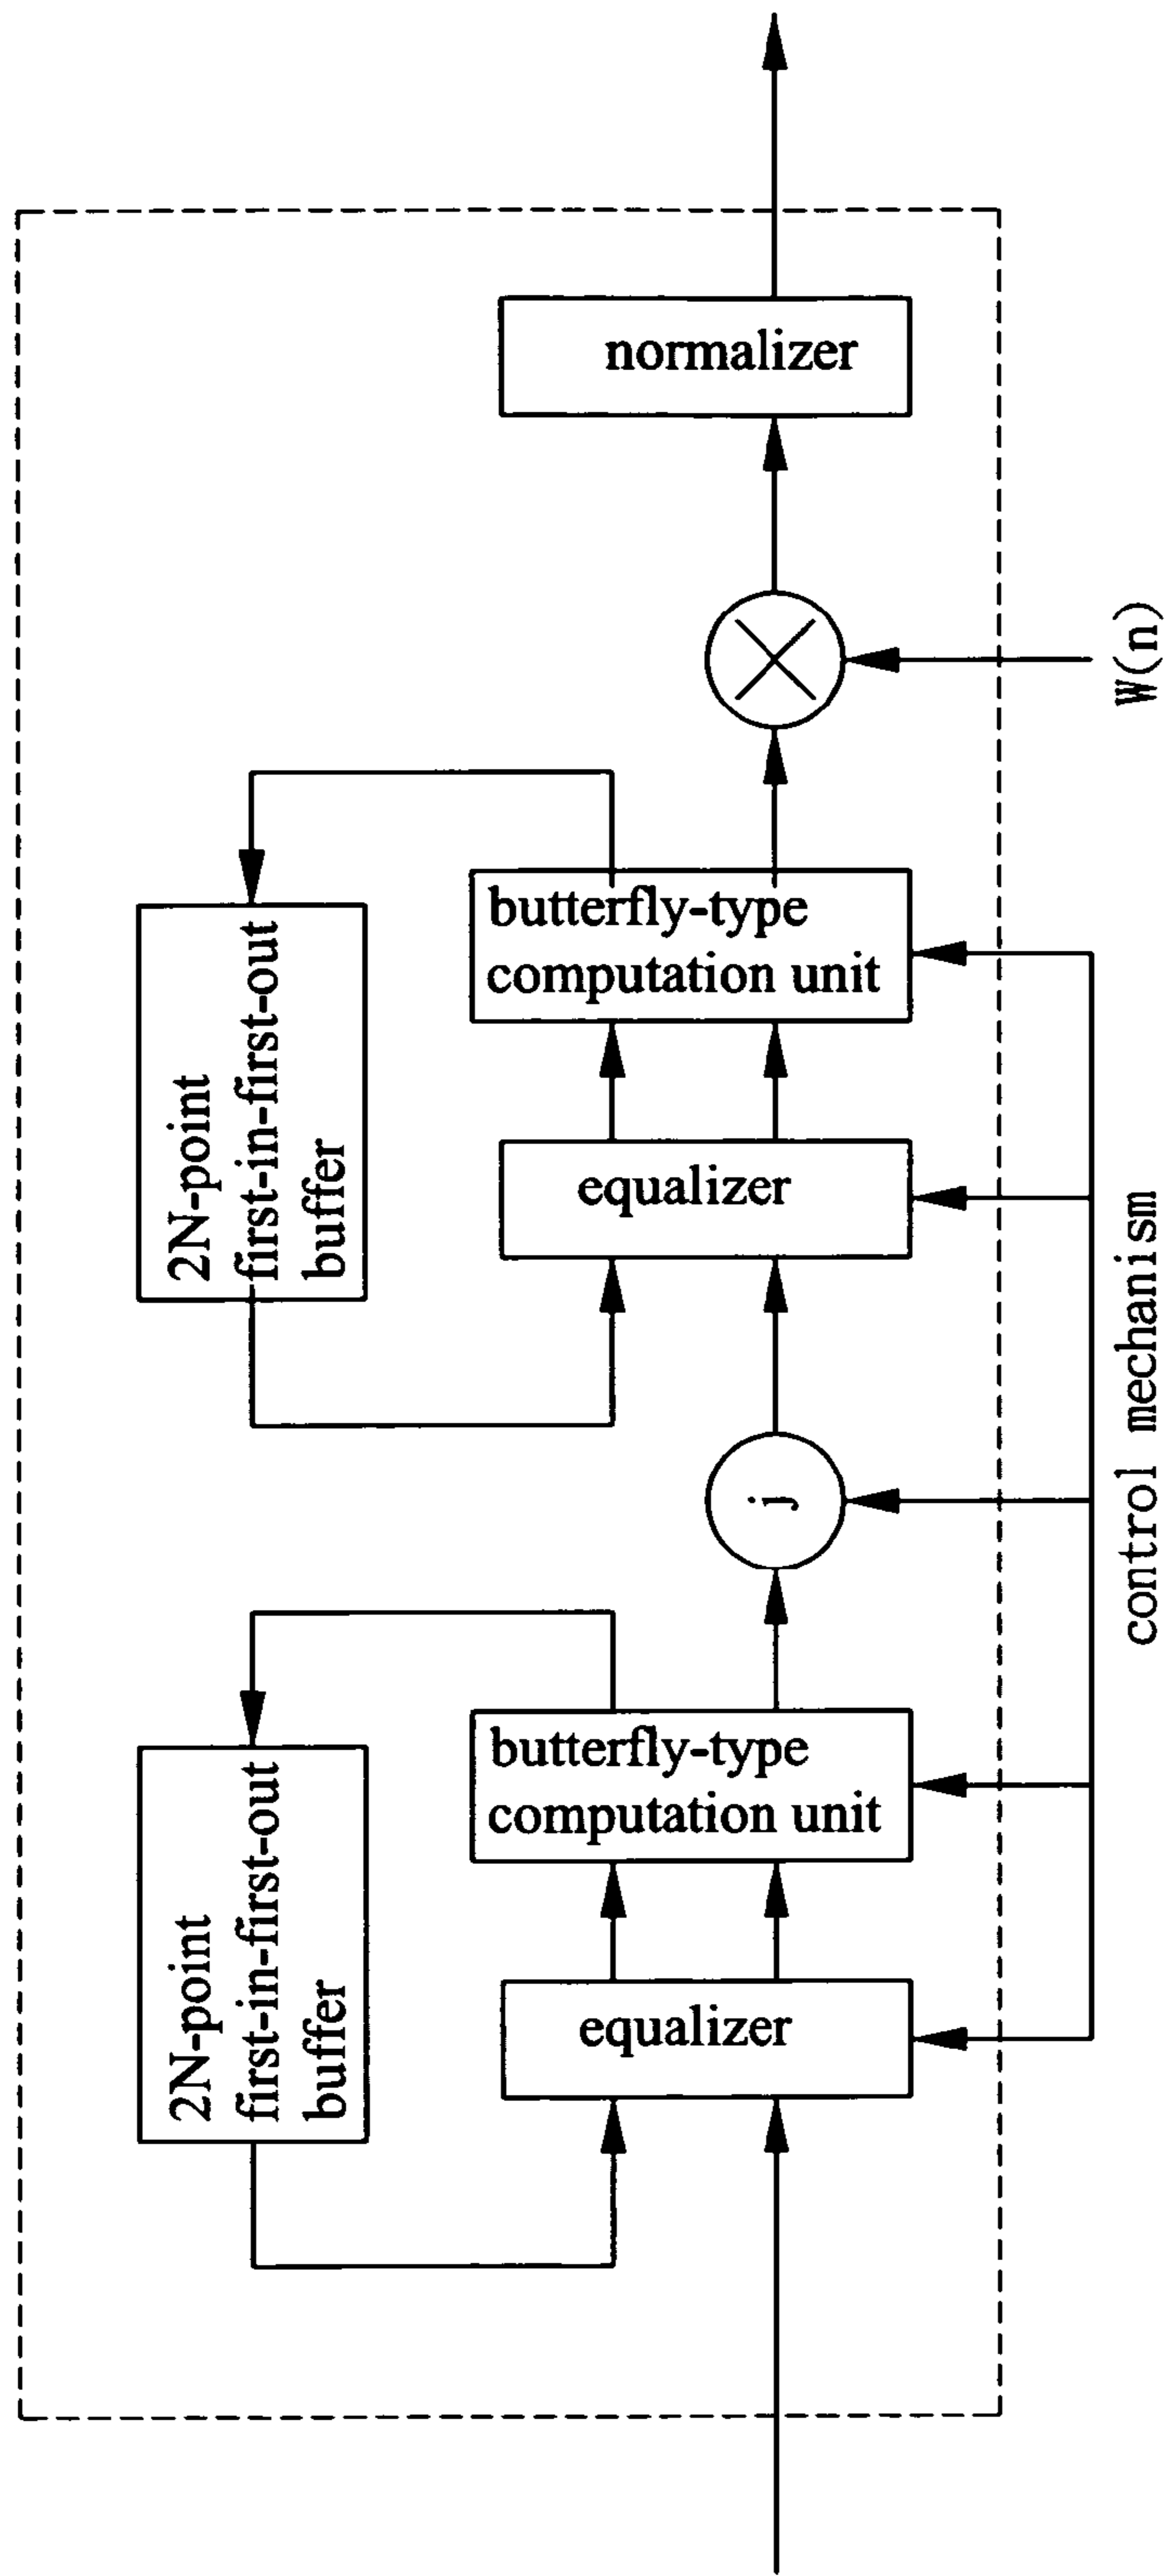 2N-point
first-in-first-out
buffer
2N-point
first-in-first-out
buffer
equalizer
butterfly-type
computation unit
j
equalizer
butterfly-type
computation unit
normalizer
control mechanism
W(n)